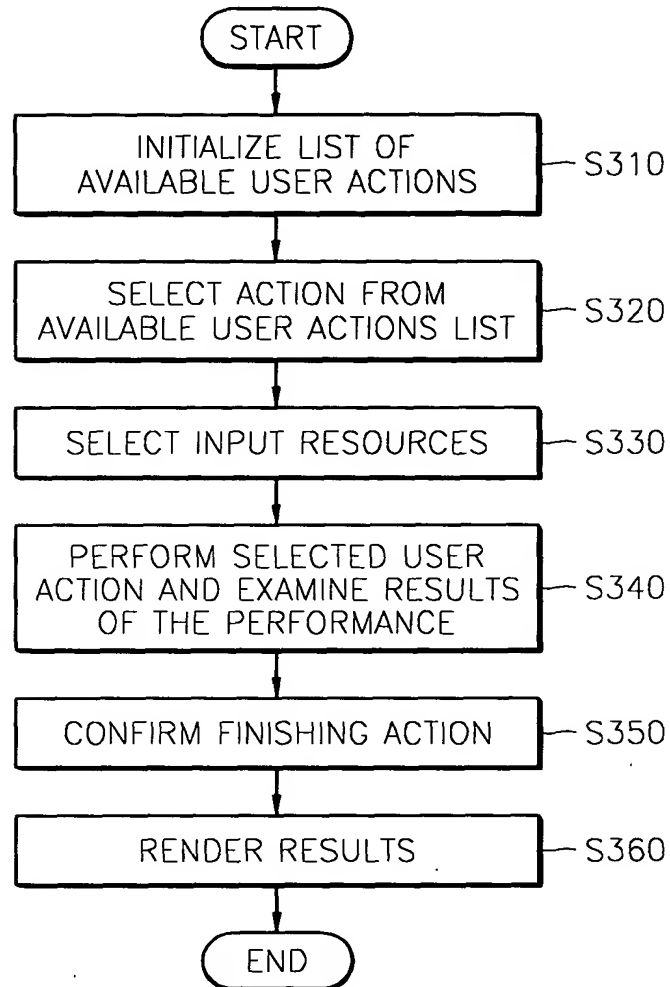 START
INITIALIZE LIST OF
AVAILABLE USER ACTIONS
S310
SELECT ACTION FROM
AVAILABLE USER ACTIONS LIST
S320
SELECT INPUT RESOURCES
S330
PERFORM SELECTED USER
ACTION AND EXAMINE RESULTS
OF THE PERFORMANCE
S340
CONFIRM FINISHING ACTION
S350
RENDER RESULTS
S360
END